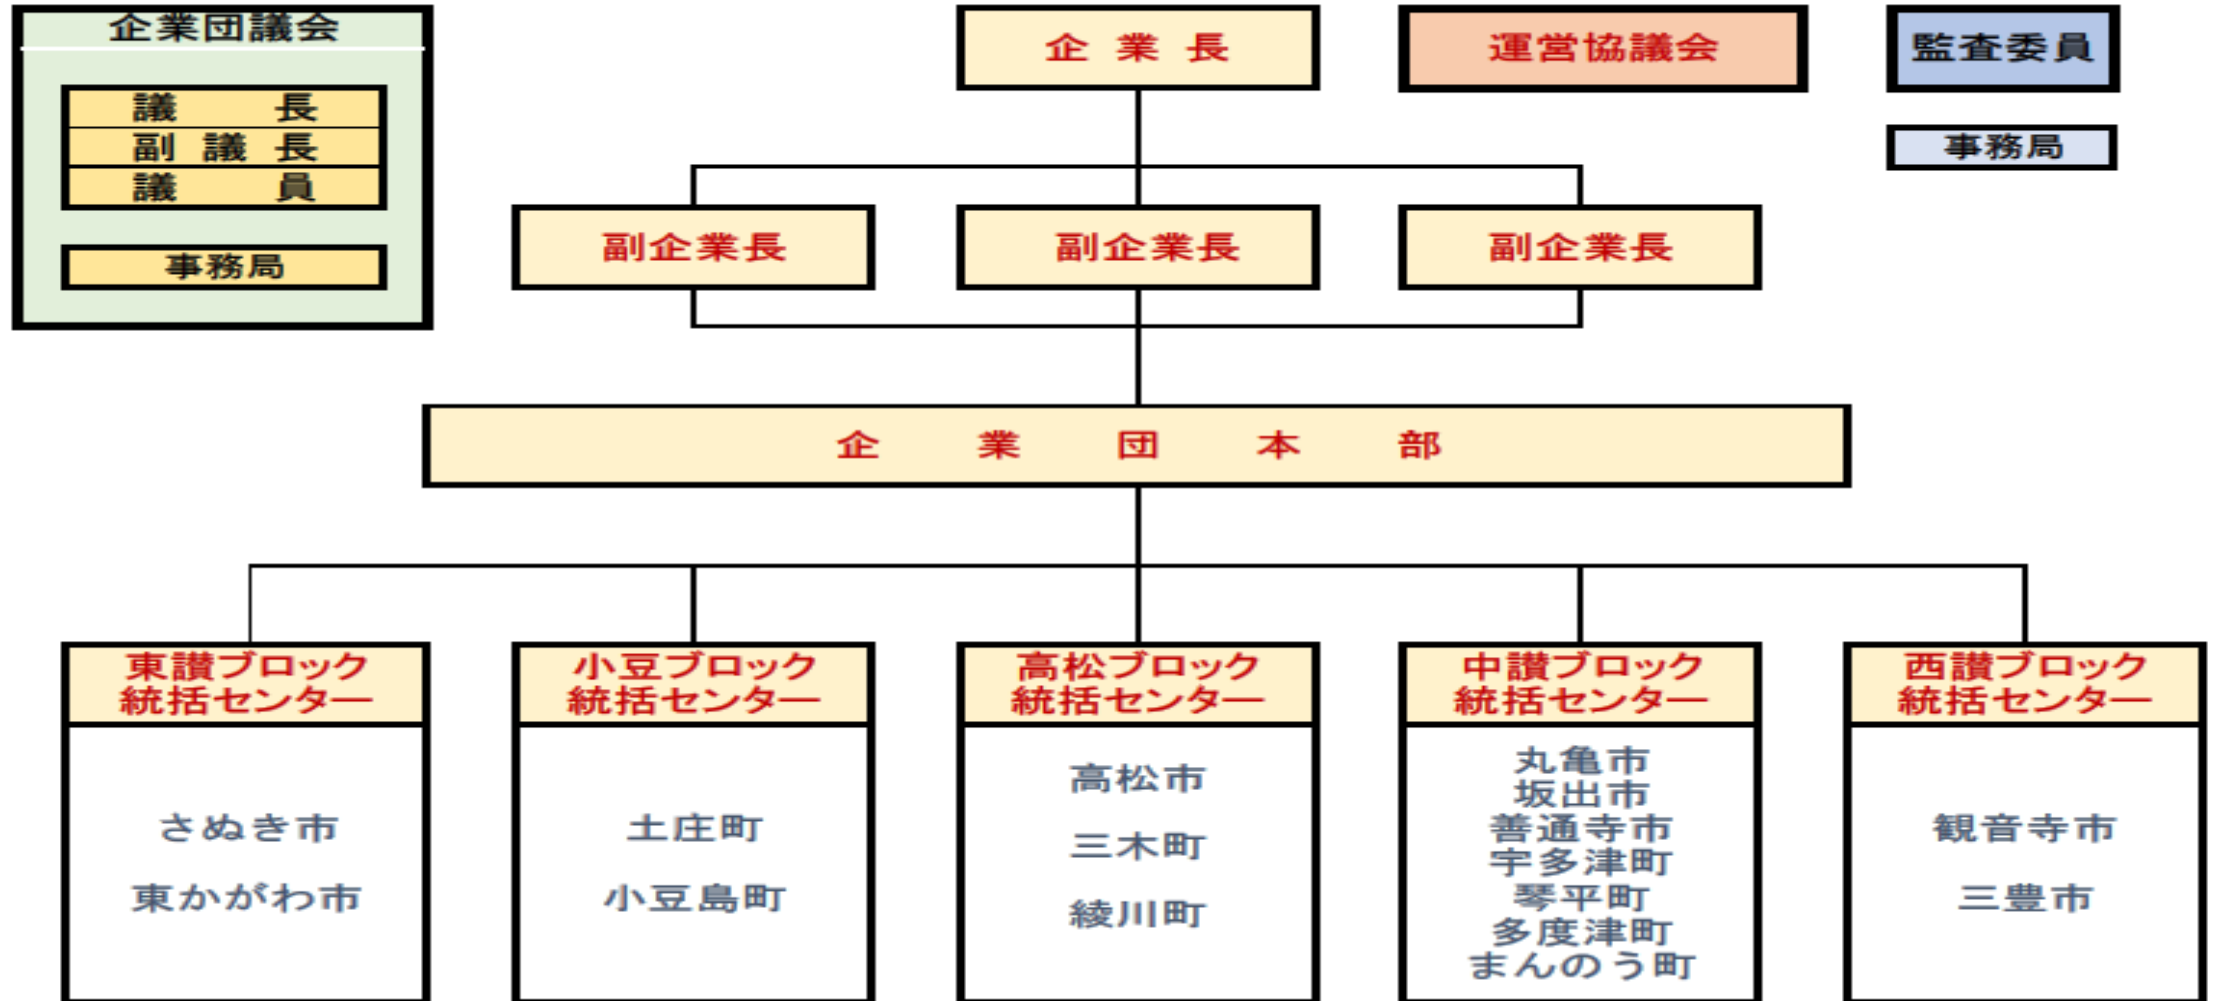 企業団議会
議長
副議長
議員
事務局
企業長
運営協議会
監査委員
事務局
副企業長
副企業長
副企業長
企業団本部
東讃ブロック
統括センター
さぬき市
東かがわ市
小豆ブロック
統括センター
土庄町
小豆島町
高松ブロック
統括センター
高松市
三木町
綾川町
中讃ブロック
統括センター
丸亀市
坂出市
善通寺市
宇多津町
琴平町
多度津町
まんのう町
西讃ブロック
統括センター
観音寺市
三豊市